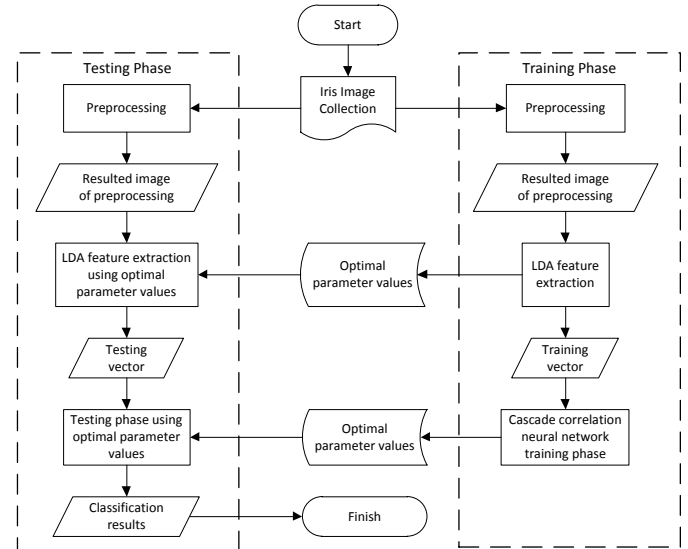 Start
Testing Phase
Training Phase
Iris Image
Collection
Preprocessing
Preprocessing
Resulted image
of preprocessing
Resulted image
of preprocessing
LDA feature extraction
using optimal
parameter values
Optimal
parameter values
LDA feature
extraction
Testing
vector
Training
vector
Testing phase using
optimal parameter
values
Optimal
parameter values
Cascade correlation
neural network
training phase
Classification
results
Finish